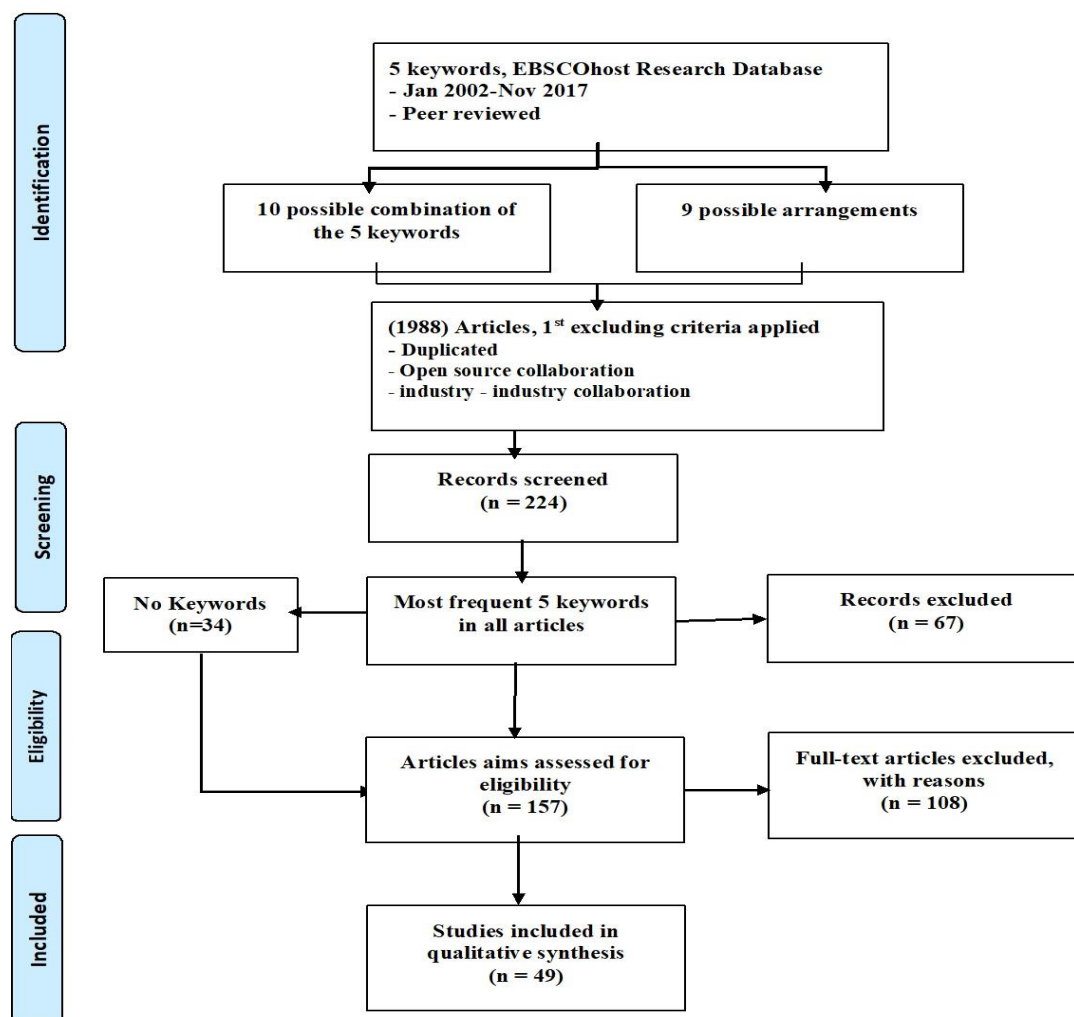 Identification
5 keywords, EBSCOhost Research Database
- Jan 2002-Nov 2017
- Peer reviewed
10 possible combination of
the 5 keywords
9 possible arrangements
(1988) Articles, 1st excluding criteria applied
- Duplicated
- Open source collaboration
- industry - industry collaboration
Screening
Records screened
(n = 224)
No Keywords
(n=34)
Most frequent 5 keywords
in all articles
Records excluded
(n = 67)
Eligibility
Articles aims assessed for
eligibility
(n = 157)
Full-text articles excluded,
with reasons
(n = 108)
Included
Studies included in
qualitative synthesis
(n = 49)